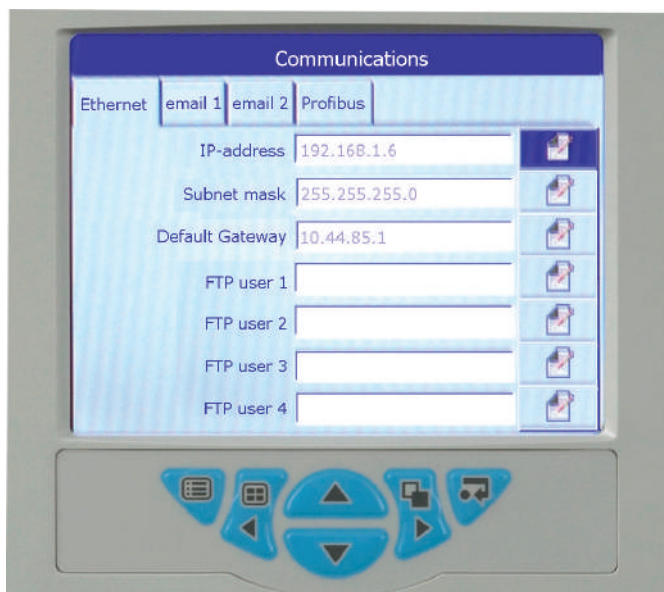 Communications
Ethernet email 1 email 2 Profibus
IP-address 192.168.1.6
Subnet mask 255.255.255.0
Default Gateway 10.44.85.1
FTP user 1
FTP user 2
FTP user 3
FTP user 4